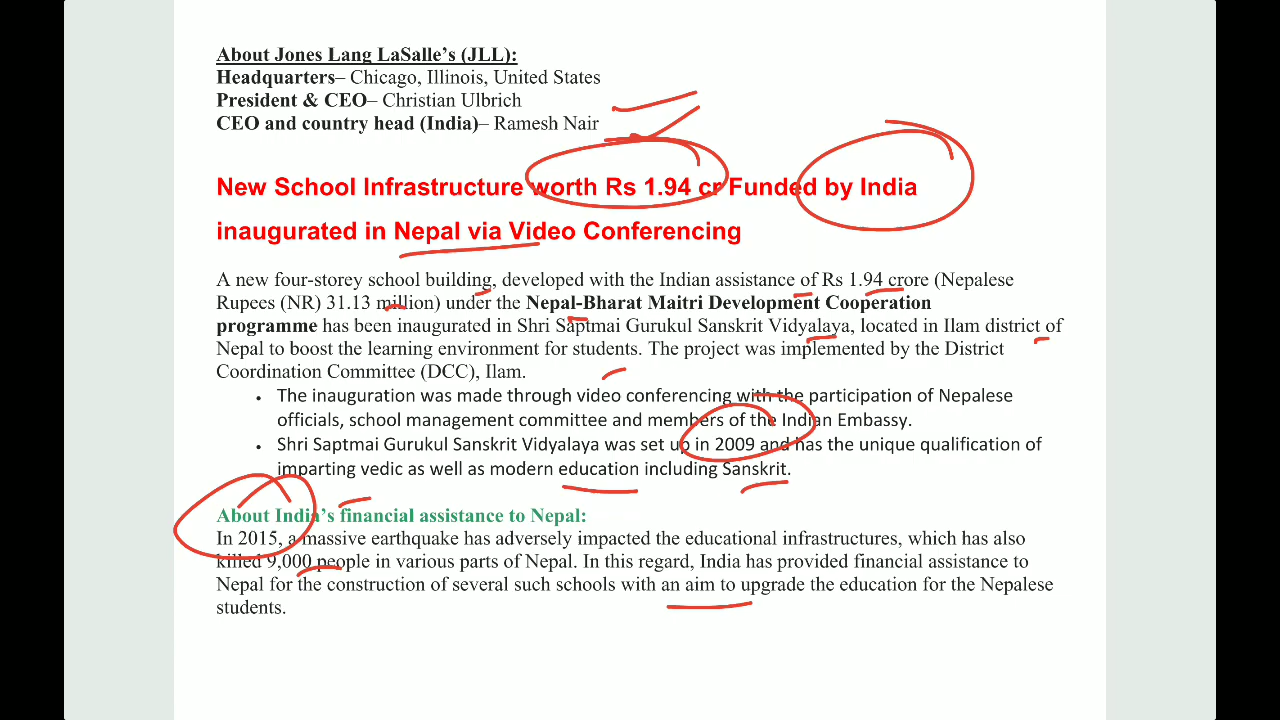 About Jones Lang LaSalle's (JLL):
Headquarters– Chicago, Illinois, United States
President & CEO– Christian Ulbrich
CEO and country head (India)– Ramesh Nair
New School Infrastructure worth Rs 1.94 cr Funded by India
inaugurated in Nepal via Video Conferencing
A new four-storey school building, developed with the Indian assistance of Rs 1.94 crore (Nepalese
Rupees (NR) 31.13 million) under the Nepal-Bharat Maitri Development Cooperation
programme has been inaugurated in Shri Saptmai Gurukul Sanskrit Vidyalaya, located in Ilam district of
Nepal to boost the learning environment for students. The project was implemented by the District
Coordination Committee (DCC), Ilam.
• The inauguration was made through video conferencing with the participation of Nepalese
officials, school management committee and members of the Indian Embassy.
• Shri Saptmai Gurukul Sanskrit Vidyalaya was set up in 2009 and has the unique qualification of
imparting vedic as well as modern education including Sanskrit.
About India's financial assistance to Nepal:
In 2015, a massive earthquake has adversely impacted the educational infrastructures, which has also
killed 9,000 people in various parts of Nepal. In this regard, India has provided financial assistance to
Nepal for the construction of several such schools with an aim to upgrade the education for the Nepalese
students.